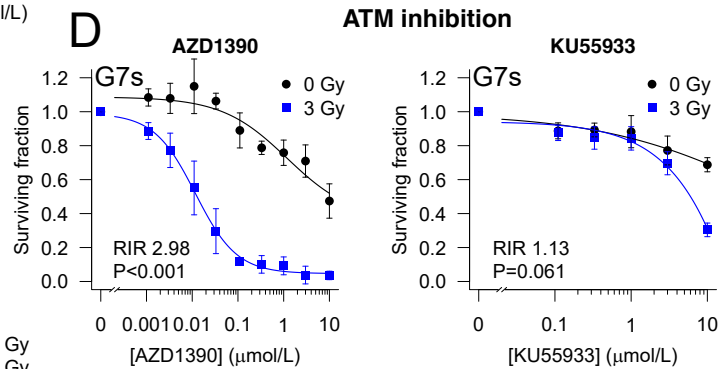 l/L)
D
ATM inhibition
AZD1390
G7s
0 Gy
3 Gy
1.2
1.0
0.8
0.6
0.4
0.2
0.0
Surviving fraction
RIR 2.98
P<0.001
0 0.001 0.01 0.1 1 10
[AZD1390] (μmol/L)
KU55933
G7s
0 Gy
3 Gy
1.2
1.0
0.8
0.6
0.4
0.2
0.0
Surviving fraction
RIR 1.13
P=0.061
0 0.1 1 10
[KU55933] (μmol/L)
Gy
Gy